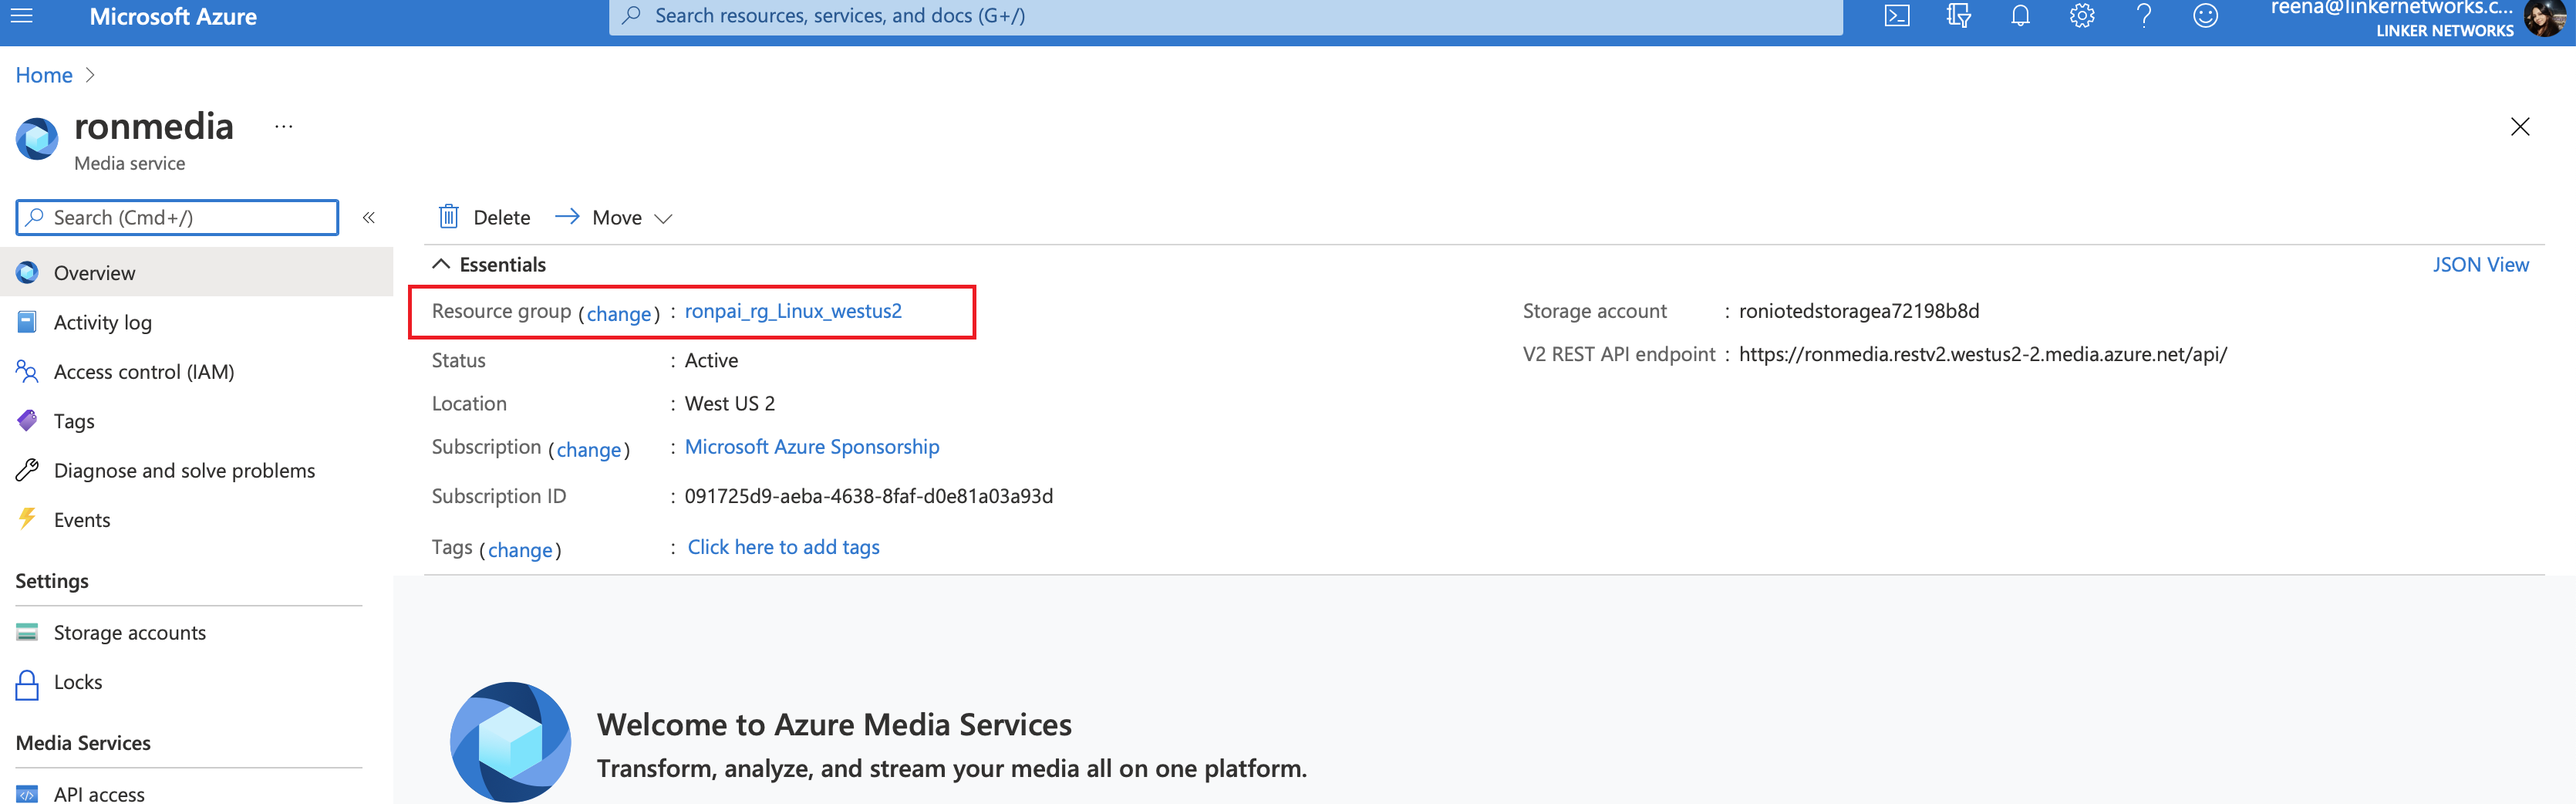 Microsoft Azure
Search resources, services, and docs (G+/)
reena@linkernetworks.c...
LINKER NETWORKS
Home
ronmedia ...
Media service
Search (Cmd+/)
«
Delete
Move
Overview
Essentials
JSON View
Resource group (change) : ronpai_rg_Linux_westus2
Storage account : roniotedstoragea72198b8d
Activity log
Status : Active
V2 REST API endpoint : https://ronmedia.restv2.westus2-2.media.azure.net/api/
Access control (IAM)
Location : West US 2
Tags
Subscription (change) : Microsoft Azure Sponsorship
Diagnose and solve problems
Subscription ID : 091725d9-aeba-4638-8faf-d0e81a03a93d
Events
Tags (change) : Click here to add tags
Settings
Storage accounts
Locks
Welcome to Azure Media Services
Media Services
Transform, analyze, and stream your media all on one platform.
API access